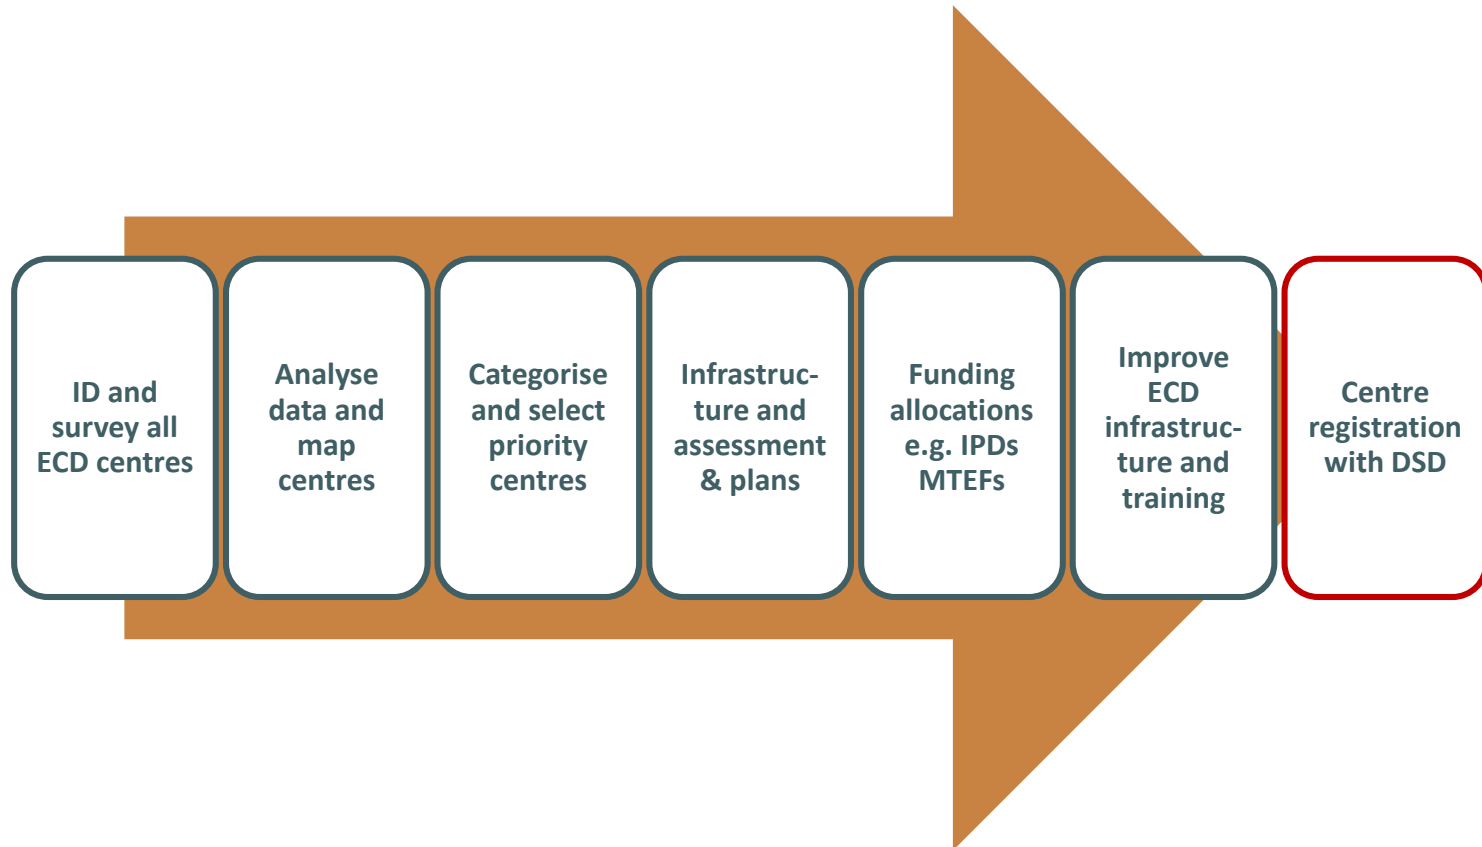 ID and
survey all
ECD centres
Analyse
data and
map
centres
Categorise
and select
priority
centres
Infrastruc-
ture and
assessment
& plans
Funding
allocations
e.g. IPDs
MTEFs
Improve
ECD
infrastruc-
ture and
training
Centre
registration
with DSD